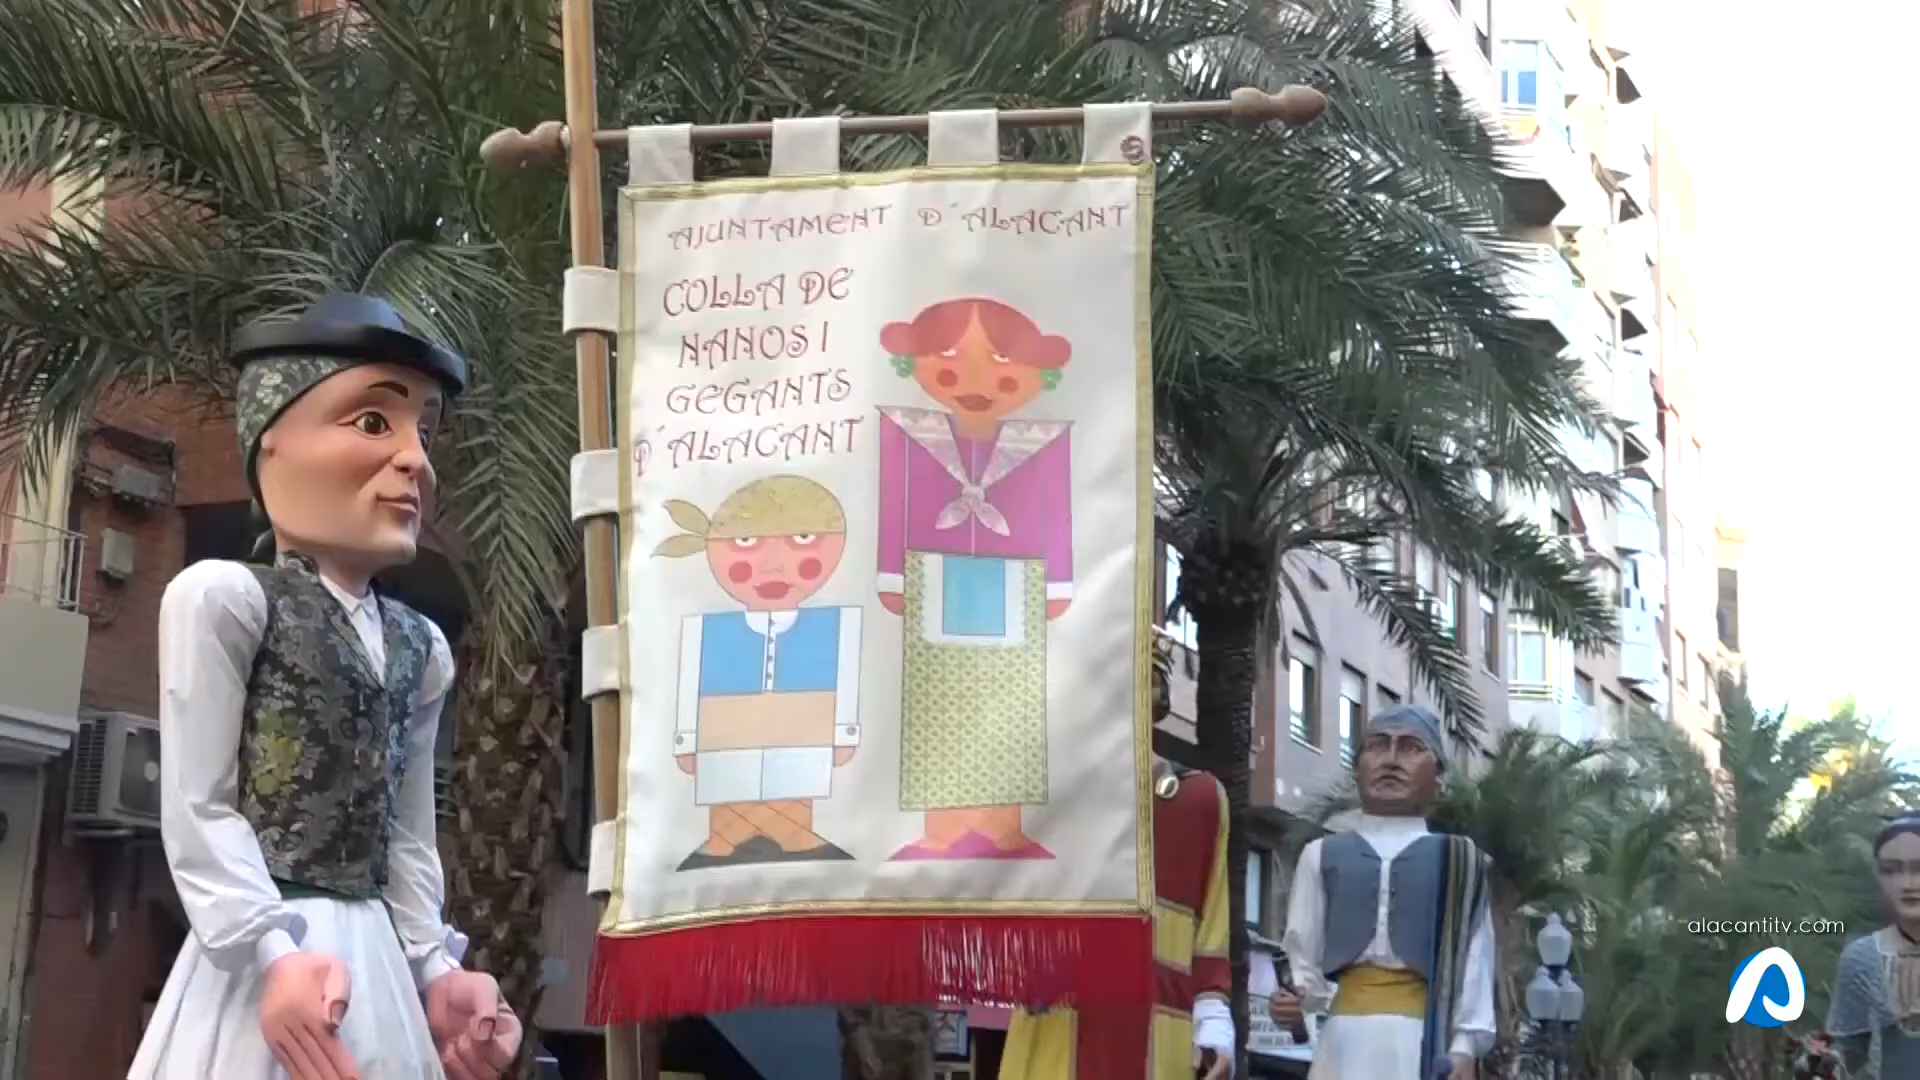 AJUNTAMENT D´ALACANT
COLLA DE
NANOS I
GEGANTS
D´ALACANT
alacantitv.com